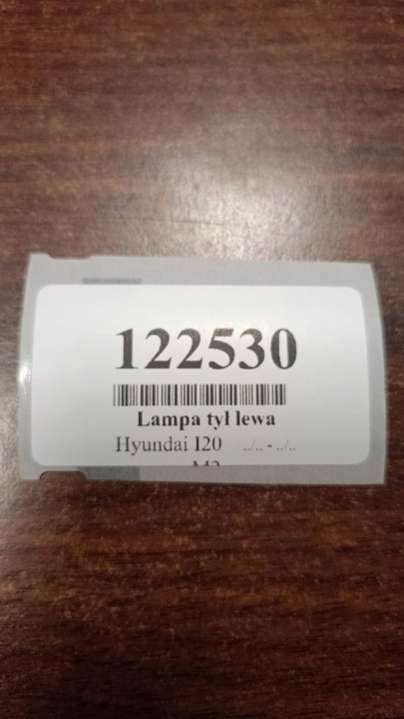 122530
Lampa tył lewa
Hyundai I20 ../.. - ../..